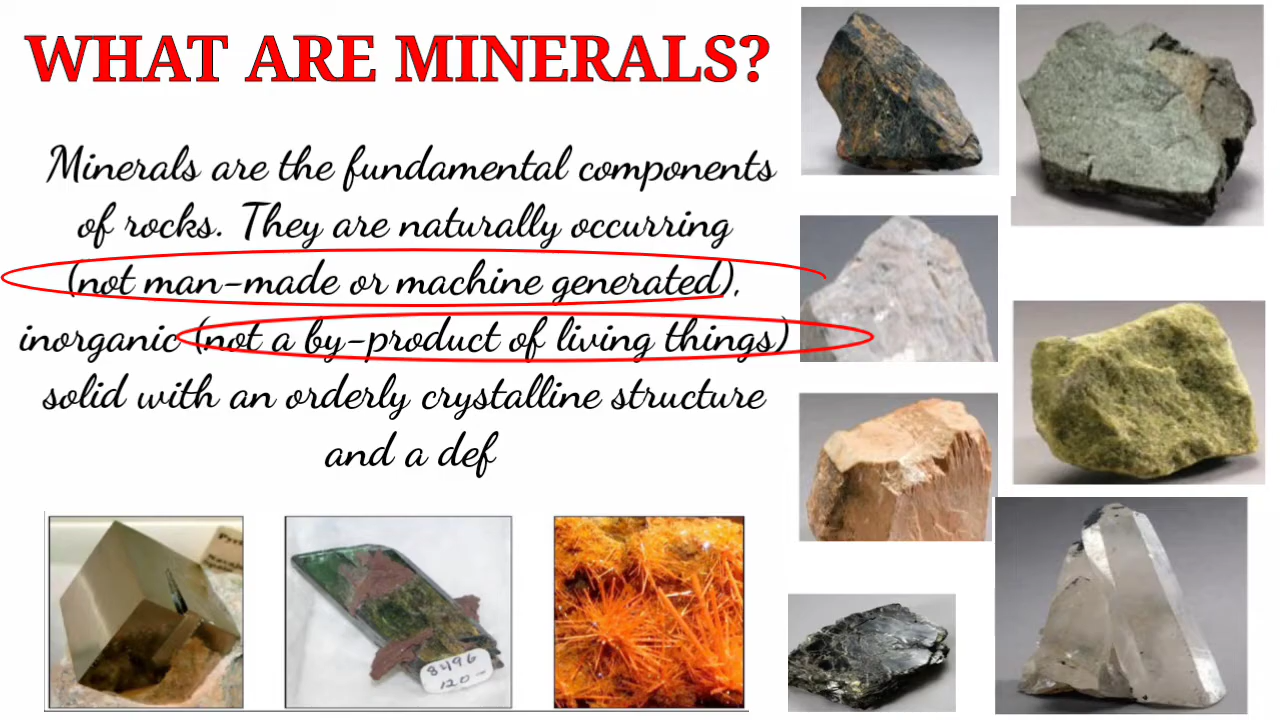 WHAT ARE MINERALS?
Minerals are the fundamental components
of rocks. They are naturally occurring
(not man-made or machine generated),
inorganic (not a by-product of living things)
solid with an orderly crystalline structure
and a def
Pyr
8496
120-